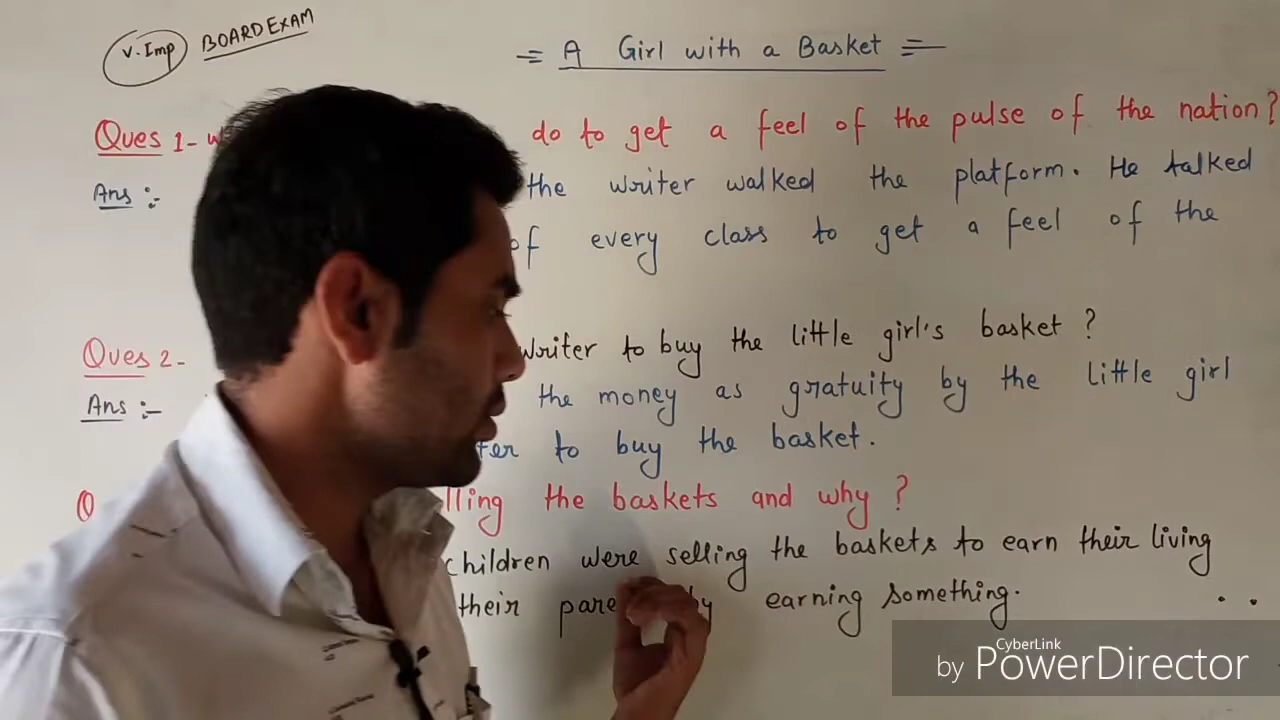 V. Imp BOARD EXAM
= A Girl with a Basket =
Ques 1- do to get a feel of the pulse of the nation?
Ans :- the writer walked the platform. He talked
of every class to get a feel of the
Ques 2- writer to buy the little girl's basket ?
Ans :- the money as gratuity by the little girl
to buy the basket.
the baskets and why ?
children were selling the baskets to earn their living
their by earning something.
CyberLink
by PowerDirector